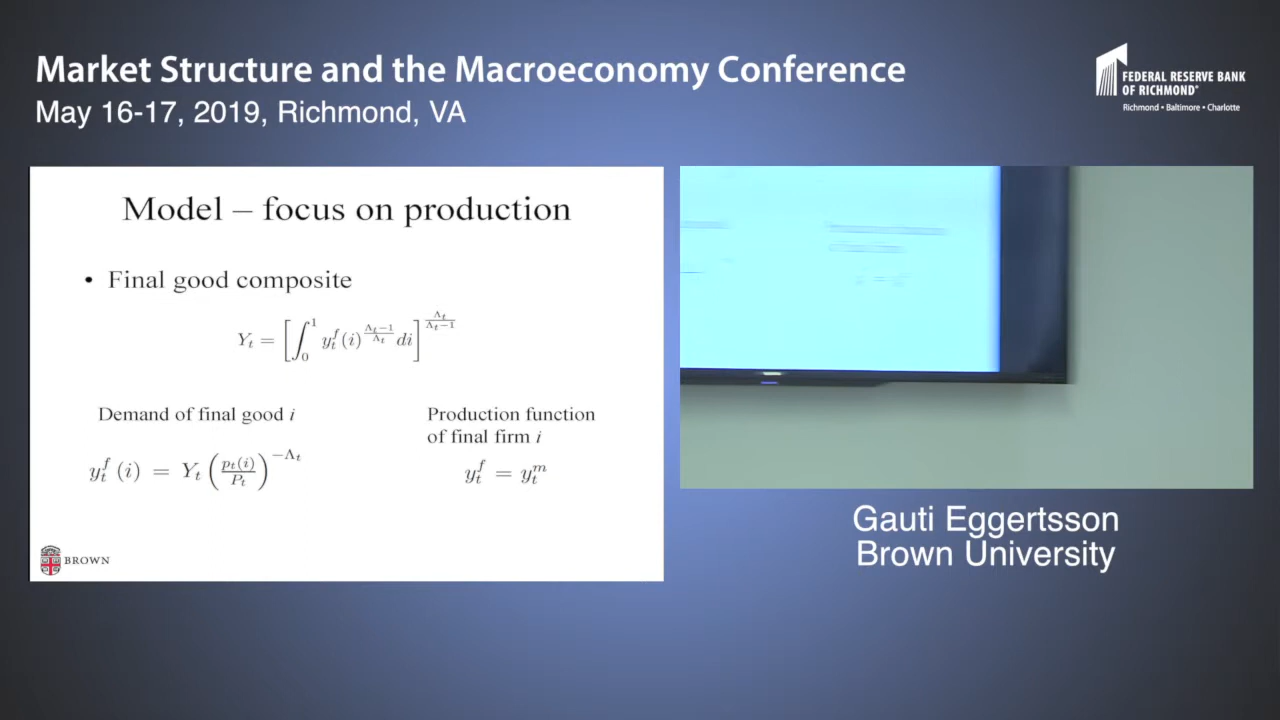 Market Structure and the Macroeconomy Conference
May 16-17, 2019, Richmond, VA
FEDERAL RESERVE BANK
OF RICHMOND®
Richmond • Baltimore • Charlotte
Model – focus on production
• Final good composite
Y_t = [∫_0^1 y_t^f(i)^{\frac{Λ_t−1}{Λ_t}} di]^{\frac{Λ_t}{Λ_t−1}}
Demand of final good i
y_t^f (i) = Y_t (\frac{p_t(i)}{P_t})^{−Λ_t}
Production function
of final firm i
y_t^f = y_t^m
BROWN
Gauti Eggertsson
Brown University